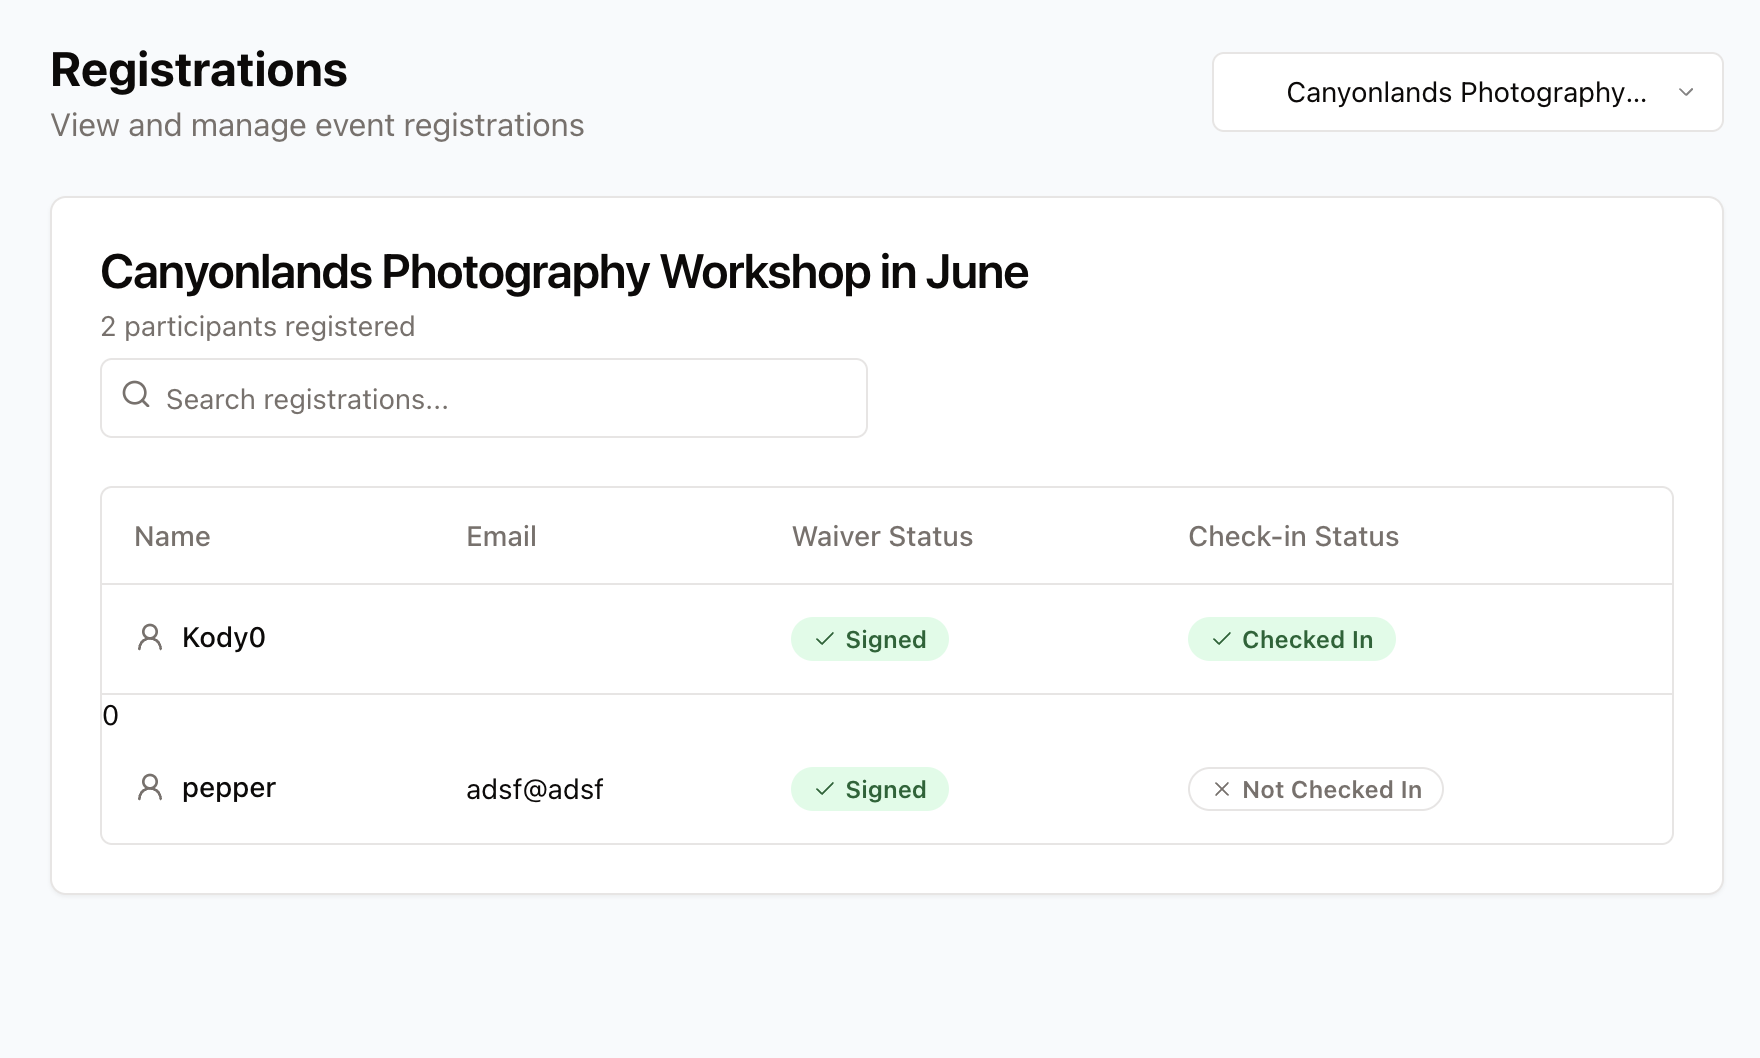 Registrations
View and manage event registrations
Canyonlands Photography...
Canyonlands Photography Workshop in June
2 participants registered
Search registrations...
Name Email Waiver Status Check-in Status
Kody0 Signed Checked In
0
pepper adsf@adsf Signed Not Checked In